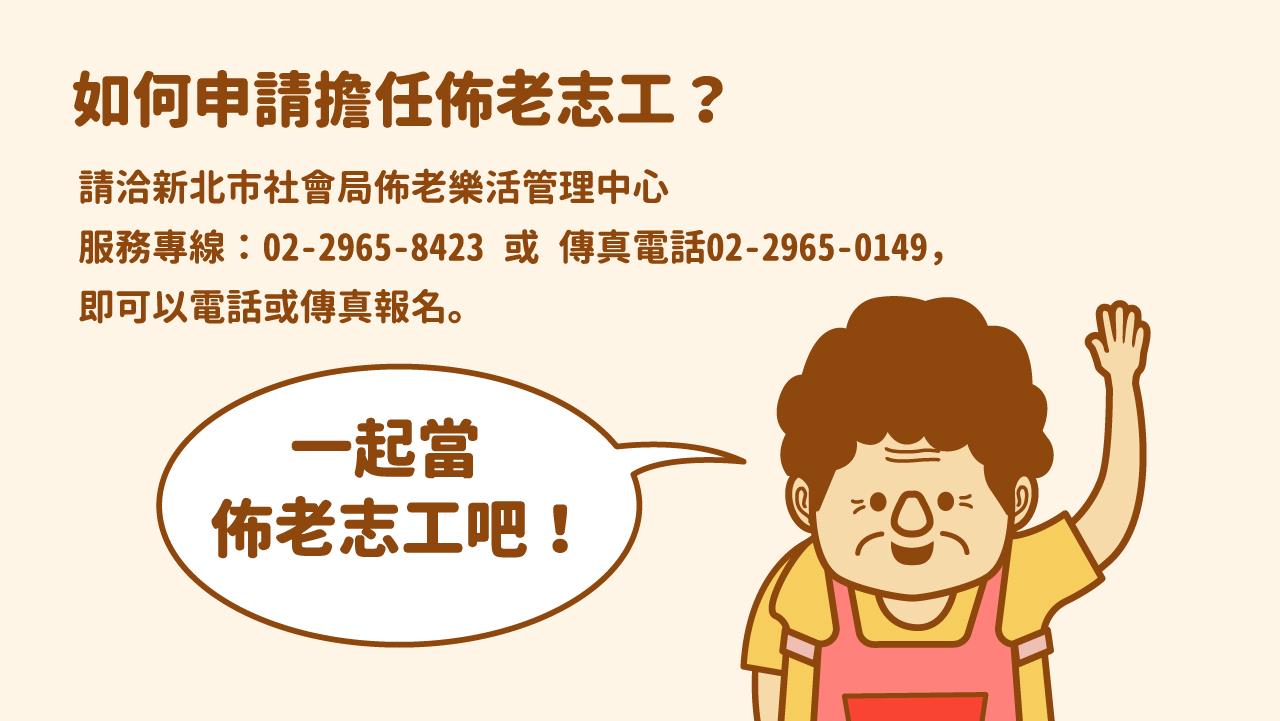 如何申請擔任佈老志工？
請洽新北市社會局佈老樂活管理中心
服務專線：02-2965-8423 或 傳真電話02-2965-0149，
即可以電話或傳真報名。
一起當
佈老志工吧！